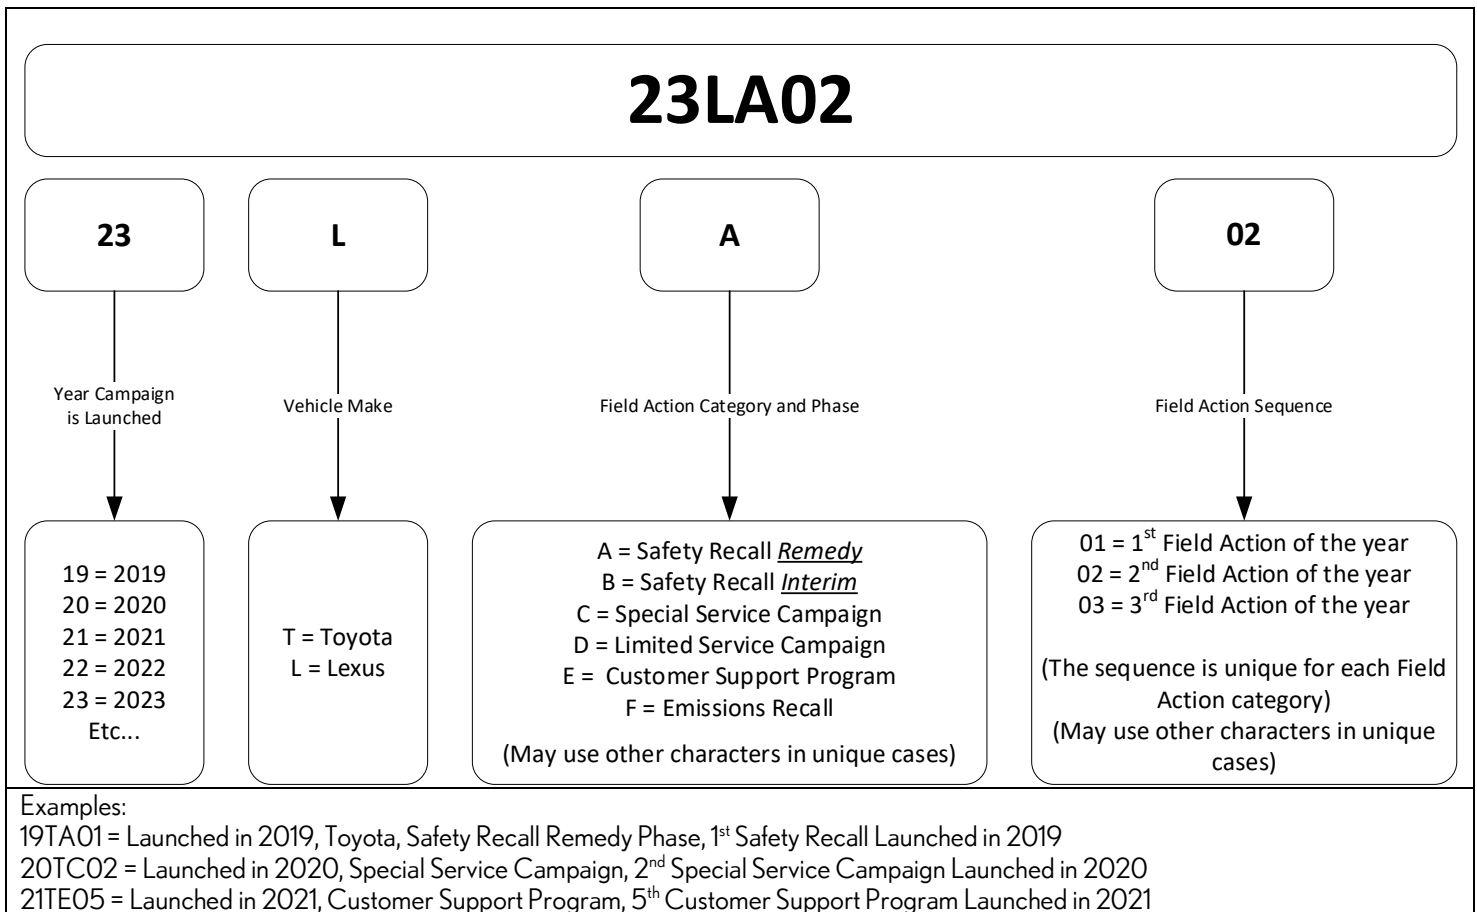 23LA02
23
L
A
02
Year Campaign
is Launched
Vehicle Make
Field Action Category and Phase
Field Action Sequence
19 = 2019
20 = 2020
21 = 2021
22 = 2022
23 = 2023
Etc...
T = Toyota
L = Lexus
A = Safety Recall Remedy
B = Safety Recall Interim
C = Special Service Campaign
D = Limited Service Campaign
E = Customer Support Program
F = Emissions Recall
(May use other characters in unique cases)
01 = 1st Field Action of the year
02 = 2nd Field Action of the year
03 = 3rd Field Action of the year
(The sequence is unique for each Field
Action category)
(May use other characters in unique
cases)
Examples:
19TA01 = Launched in 2019, Toyota, Safety Recall Remedy Phase, 1st Safety Recall Launched in 2019
20TC02 = Launched in 2020, Special Service Campaign, 2nd Special Service Campaign Launched in 2020
21TE05 = Launched in 2021, Customer Support Program, 5th Customer Support Program Launched in 2021